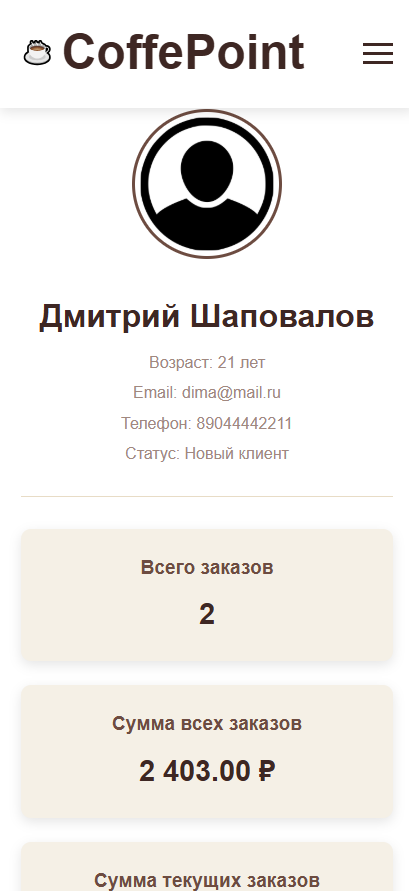 CoffePoint
Дмитрий Шаповалов
Возраст: 21 лет
Email: dima@mail.ru
Телефон: 89044442211
Статус: Новый клиент
Всего заказов
2
Сумма всех заказов
2 403.00 ₽
Сумма текущих заказов